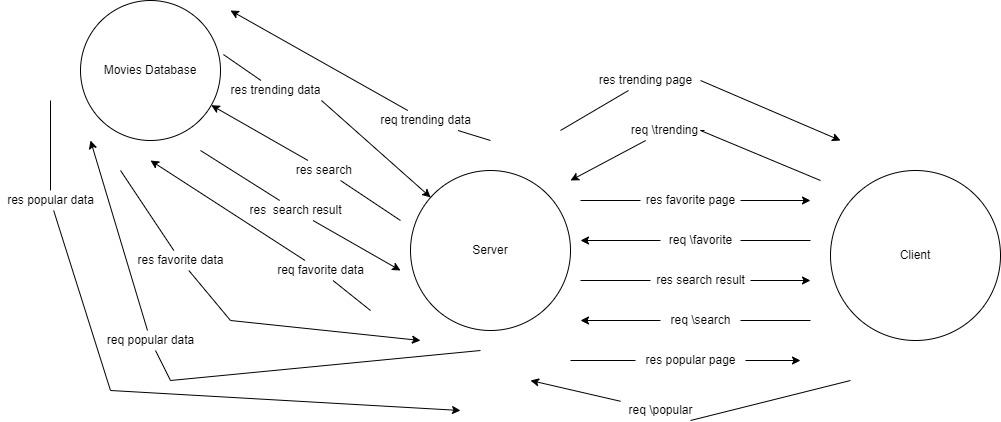 Movies Database
res trending data
req trending data
res trending page
req \trending
res search
res popular data
res  search result
res favorite page
req \favorite
Server
Client
res favorite data
req favorite data
res search result
req \search
req popular data
res popular page
req \popular